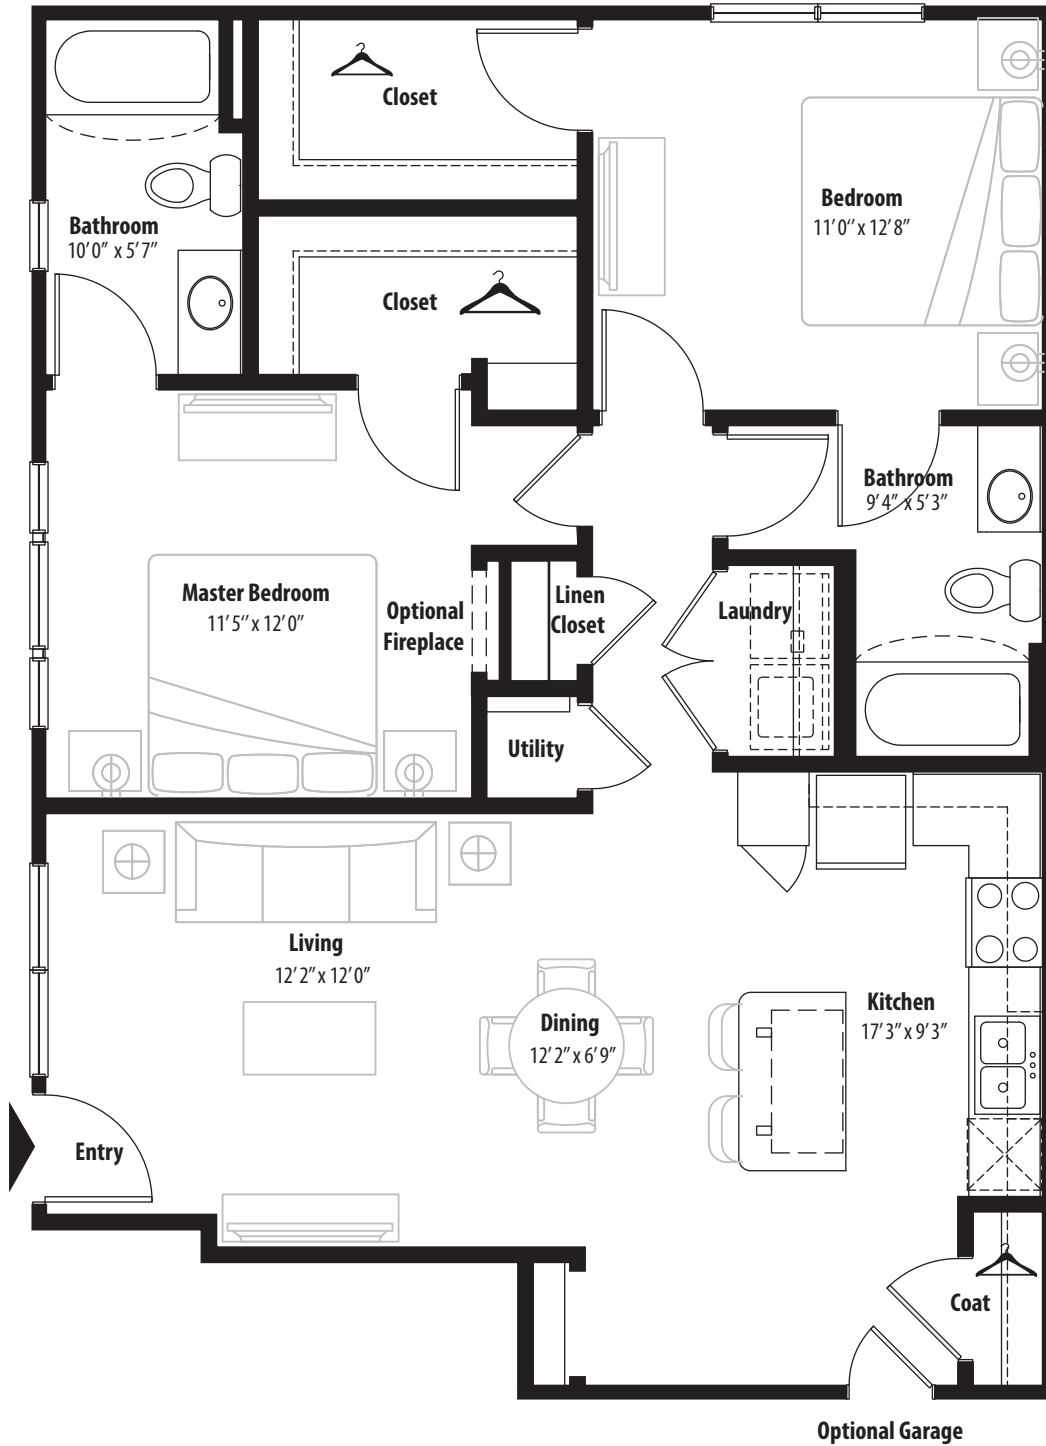 Closet
Bathroom
10'0" x 5'7"
Bedroom
11'0" x 12'8"
Closet
Bathroom
9'4" x 5'3"
Master Bedroom
11'5" x 12'0"
Optional
Fireplace
Linen
Closet
Laundry
Utility
Living
12'2" x 12'0"
Dining
12'2" x 6'9"
Kitchen
17'3" x 9'3"
Entry
Coat
Optional Garage